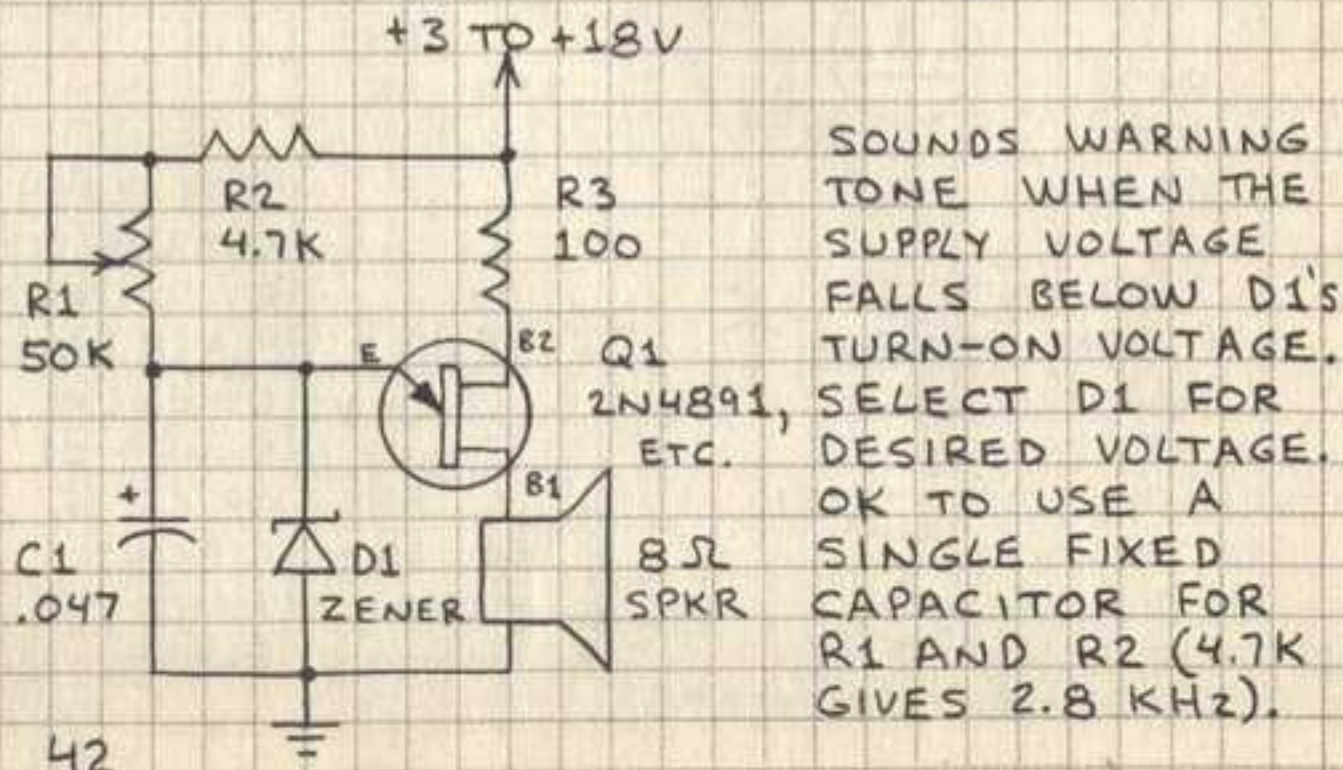 +3 TO +18V
R2
4.7K
R3
100
R1
50K
E
B2
Q1
2N4891,
ETC.
B1
+
C1
.047
D1
ZENER
8Ω
SPKR
SOUNDS WARNING
TONE WHEN THE
SUPPLY VOLTAGE
FALLS BELOW D1's
TURN-ON VOLTAGE.
SELECT D1 FOR
DESIRED VOLTAGE.
OK TO USE A
SINGLE FIXED
CAPACITOR FOR
R1 AND R2 (4.7K
GIVES 2.8 KHz).
42